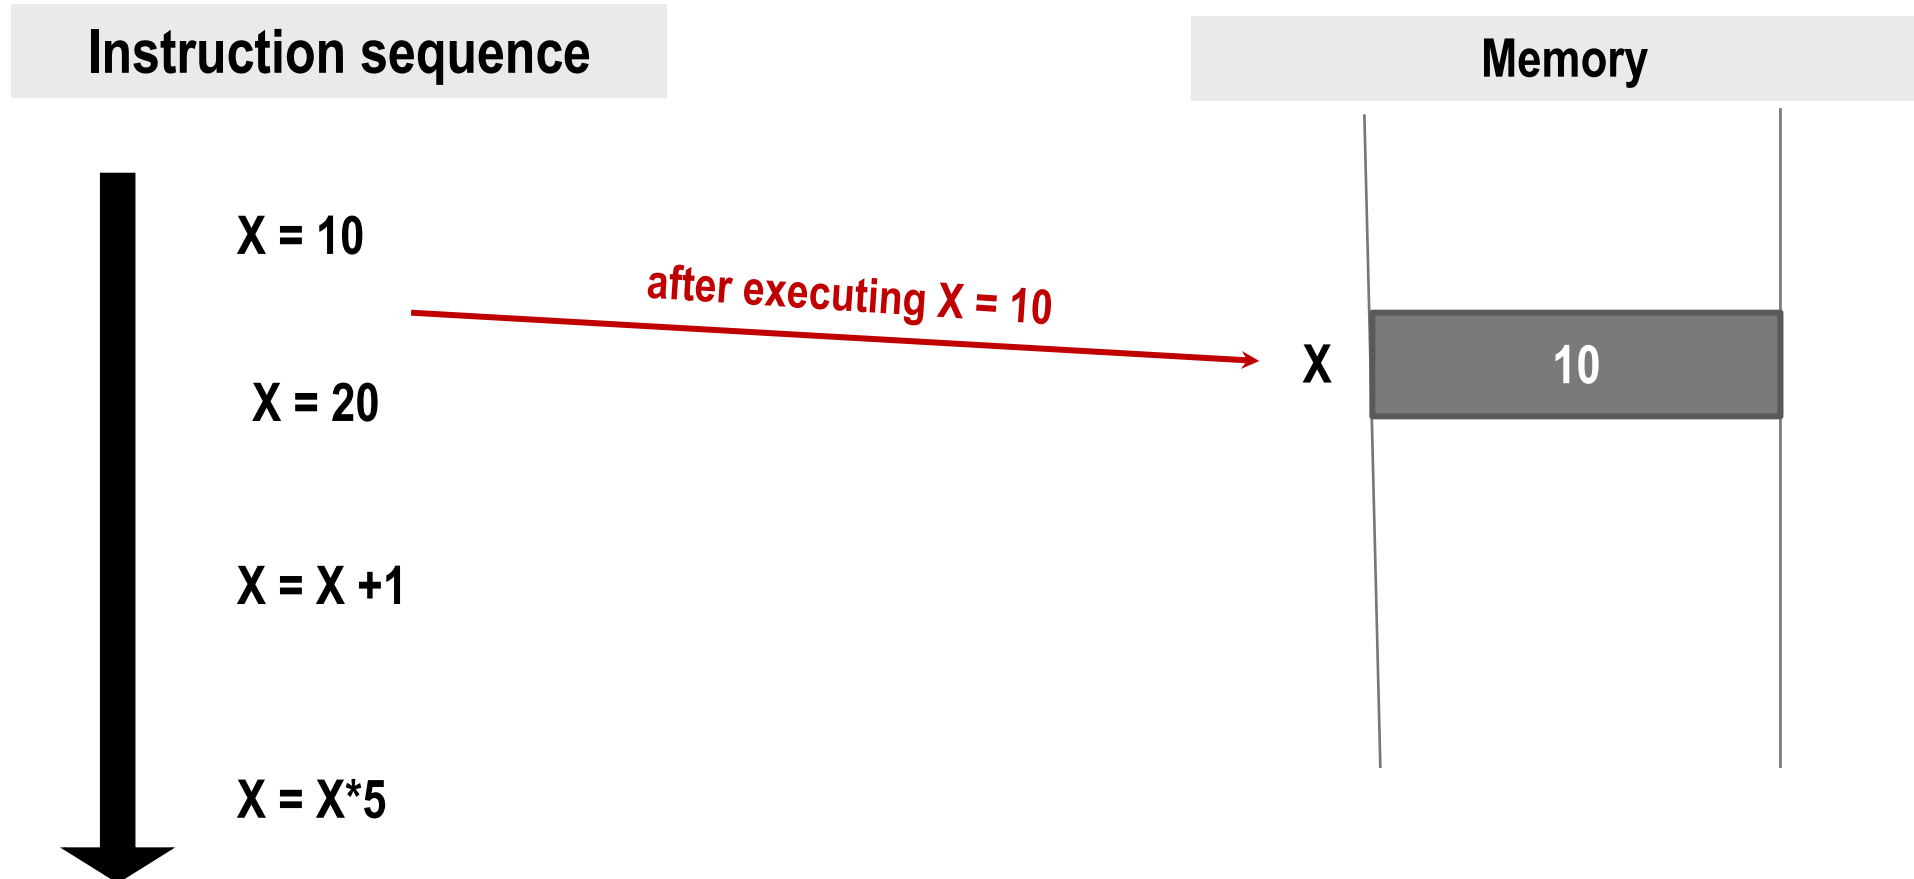 Instruction sequence
Memory
X = 10
after executing X = 10
X 10
X = 20
X = X +1
X = X*5